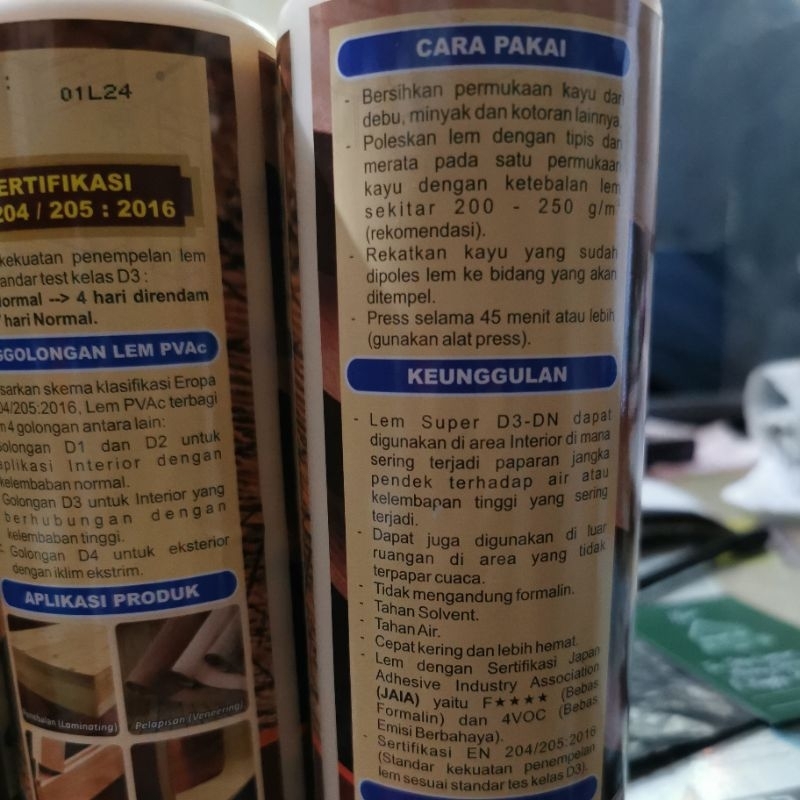 01L24
ERTIFIKASI
204 / 205 : 2016
kekuatan penempelan lem
tandar test kelas D3 :
ormal --> 4 hari direndam
hari Normal.
GOLONGAN LEM PVAc
sarkan skema klasifikasi Eropa
04/205:2016, Lem PVAc terbagi
4 golongan antara lain:
olongan D1 dan D2 untuk
aplikasi Interior dengan
kelembaban normal.
Golongan D3 untuk Interior yang
berhubungan dengan
kelembaban tinggi.
Golongan D4 untuk eksterior
dengan iklim ekstrim.
APLIKASI PRODUK
(Laminating)
Pelapisan (Veneering)
CARA PAKAI
- Bersihkan permukaan kayu dar
debu, minyak dan kotoran lainnya
- Poleskan lem dengan tipis dan
merata pada satu permukaan
kayu dengan ketebalan lem
sekitar 200 - 250 g/m²
(rekomendasi).
- Rekatkan kayu yang sudah
dipoles lem ke bidang yang akan
ditempel.
- Press selama 45 menit atau lebih
(gunakan alat press).
KEUNGGULAN
- Lem Super D3-DN dapat
digunakan di area Interior di mana
sering terjadi paparan jangka
pendek terhadap air atau
kelembapan tinggi yang sering
terjadi.
- Dapat juga digunakan di luar
ruangan di area yang tidak
terpapar cuaca.
- Tidak mengandung formalin.
- Tahan Solvent.
- Tahan Air.
- Cepat kering dan lebih hemat.
- Lem dengan Sertifikasi Japan
Adhesive Industry Association
(JAIA) yaitu F★★★★ (Bebas
Formalin) dan 4VOC (Bebas
Emisi Berbahaya).
- Sertifikasi EN 204/205:2016
(Standar kekuatan penempelan
lem sesuai standar tes kelas D3).